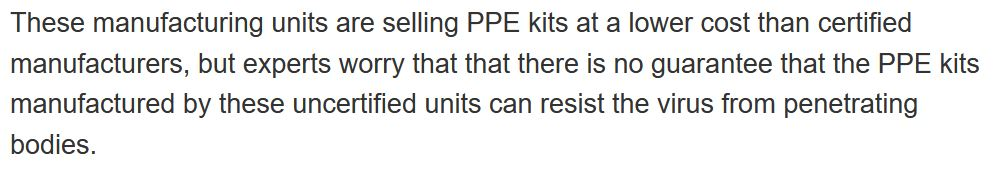 These manufacturing units are selling PPE kits at a lower cost than certified
manufacturers, but experts worry that that there is no guarantee that the PPE kits
manufactured by these uncertified units can resist the virus from penetrating
bodies.